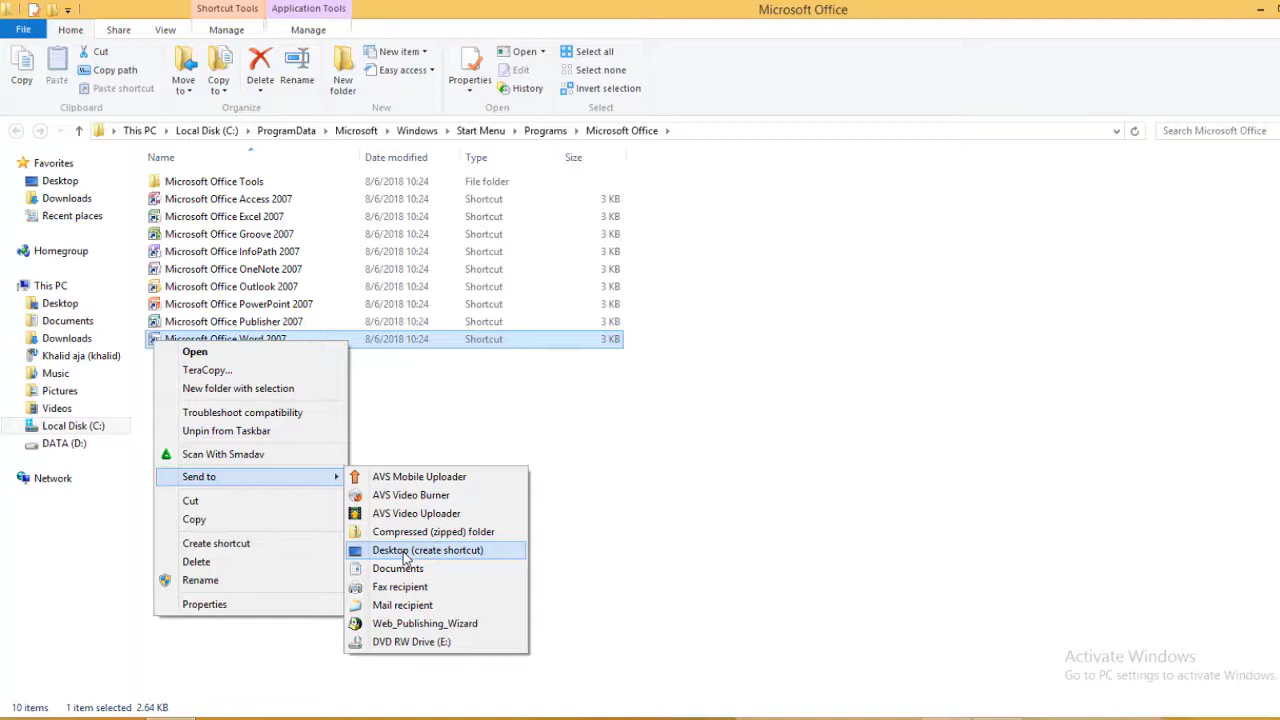 Shortcut Tools
Application Tools
Microsoft Office
File
Home
Share
View
Manage
Manage
Copy
Paste
Cut
Copy path
Paste shortcut
Clipboard
Move to
Copy to
Delete
Rename
Organize
New folder
New item
Easy access
New
Properties
Open
Edit
History
Open
Select all
Select none
Invert selection
Select
This PC
Local Disk (C:)
ProgramData
Microsoft
Windows
Start Menu
Programs
Microsoft Office
Search Microsoft Office
Favorites
Desktop
Downloads
Recent places
Homegroup
This PC
Desktop
Documents
Downloads
Khalid aja (khalid)
Music
Pictures
Videos
Local Disk (C:)
DATA (D:)
Network
Name Date modified Type Size
Microsoft Office Tools 8/6/2018 10:24 File folder
Microsoft Office Access 2007 8/6/2018 10:24 Shortcut 3 KB
Microsoft Office Excel 2007 8/6/2018 10:24 Shortcut 3 KB
Microsoft Office Groove 2007 8/6/2018 10:24 Shortcut 3 KB
Microsoft Office InfoPath 2007 8/6/2018 10:24 Shortcut 3 KB
Microsoft Office OneNote 2007 8/6/2018 10:24 Shortcut 3 KB
Microsoft Office Outlook 2007 8/6/2018 10:24 Shortcut 3 KB
Microsoft Office PowerPoint 2007 8/6/2018 10:24 Shortcut 3 KB
Microsoft Office Publisher 2007 8/6/2018 10:24 Shortcut 3 KB
Microsoft Office Word 2007 8/6/2018 10:24 Shortcut 3 KB
Open
TeraCopy...
New folder with selection
Troubleshoot compatibility
Unpin from Taskbar
Scan With Smadav
Send to
Cut
Copy
Create shortcut
Delete
Rename
Properties
AVS Mobile Uploader
AVS Video Burner
AVS Video Uploader
Compressed (zipped) folder
Desktop (create shortcut)
Documents
Fax recipient
Mail recipient
Web_Publishing_Wizard
DVD RW Drive (E:)
Activate Windows
Go to PC settings to activate Windows.
10 items 1 item selected 2.64 KB